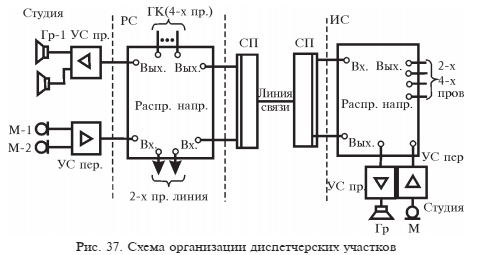 Студия
Гр-1 УС пр.
РС
ГК(4-х пр.)
СП
СП
ИС
Вых.
Вых.
Вх.
Вых.
2-х
4-х
пров
Распр. напр.
Линия
связи
Распр. напр.
М-1
М-2
УС пер.
Вх.
Вх.
2-х пр. линия
Вых.
УС пер
УС пр.
Студия
Гр
М
Рис. 37. Схема организации диспетчерских участков